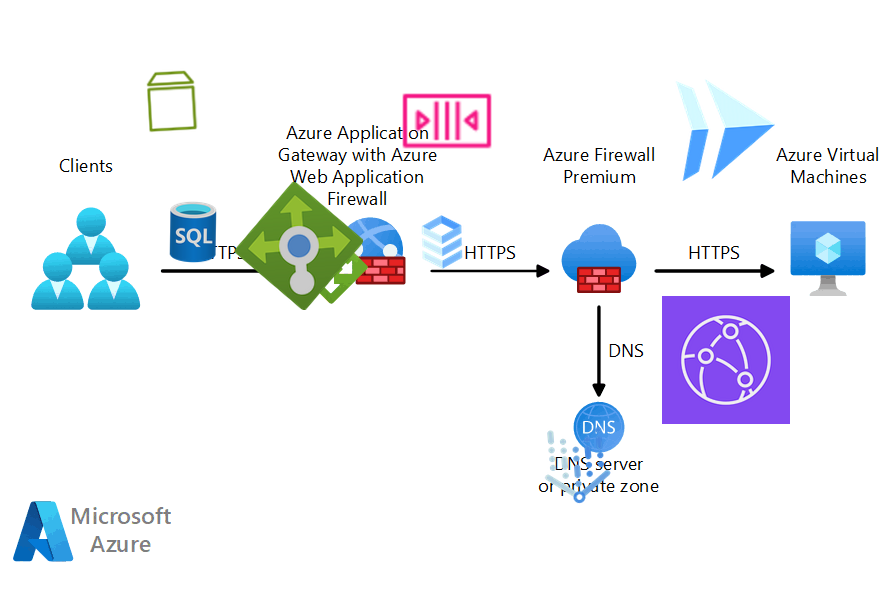 Clients
Azure Application
Gateway with Azure
Web Application
Firewall
Azure Firewall
Premium
Azure Virtual
Machines
SQL
HTTPS
HTTPS
DNS
DNS
DNS server
or private zone
Microsoft
Azure